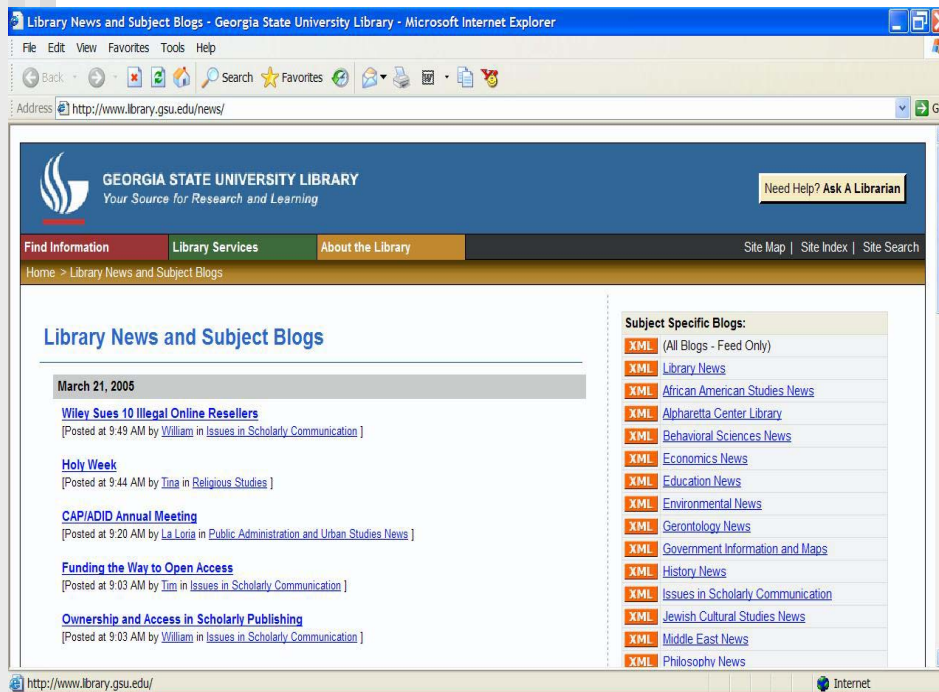 Library News and Subject Blogs - Georgia State University Library - Microsoft Internet Explorer
File Edit View Favorites Tools Help
Back Search Favorites
Address http://www.library.gsu.edu/news/ G
GEORGIA STATE UNIVERSITY LIBRARY
Your Source for Research and Learning
Need Help? Ask A Librarian
Find Information Library Services About the Library Site Map | Site Index | Site Search
Home > Library News and Subject Blogs
Library News and Subject Blogs
March 21, 2005
Wiley Sues 10 Illegal Online Resellers
[Posted at 9:49 AM by William in Issues in Scholarly Communication ]
Holy Week
[Posted at 9:44 AM by Tina in Religious Studies ]
CAP/ADID Annual Meeting
[Posted at 9:20 AM by La Loria in Public Administration and Urban Studies News ]
Funding the Way to Open Access
[Posted at 9:03 AM by Tim in Issues in Scholarly Communication ]
Ownership and Access in Scholarly Publishing
[Posted at 9:03 AM by William in Issues in Scholarly Communication ]
Subject Specific Blogs:
XML (All Blogs - Feed Only)
XML Library News
XML African American Studies News
XML Alpharetta Center Library
XML Behavioral Sciences News
XML Economics News
XML Education News
XML Environmental News
XML Gerontology News
XML Government Information and Maps
XML History News
XML Issues in Scholarly Communication
XML Jewish Cultural Studies News
XML Middle East News
XML Philosophy News
http://www.library.gsu.edu/ Internet